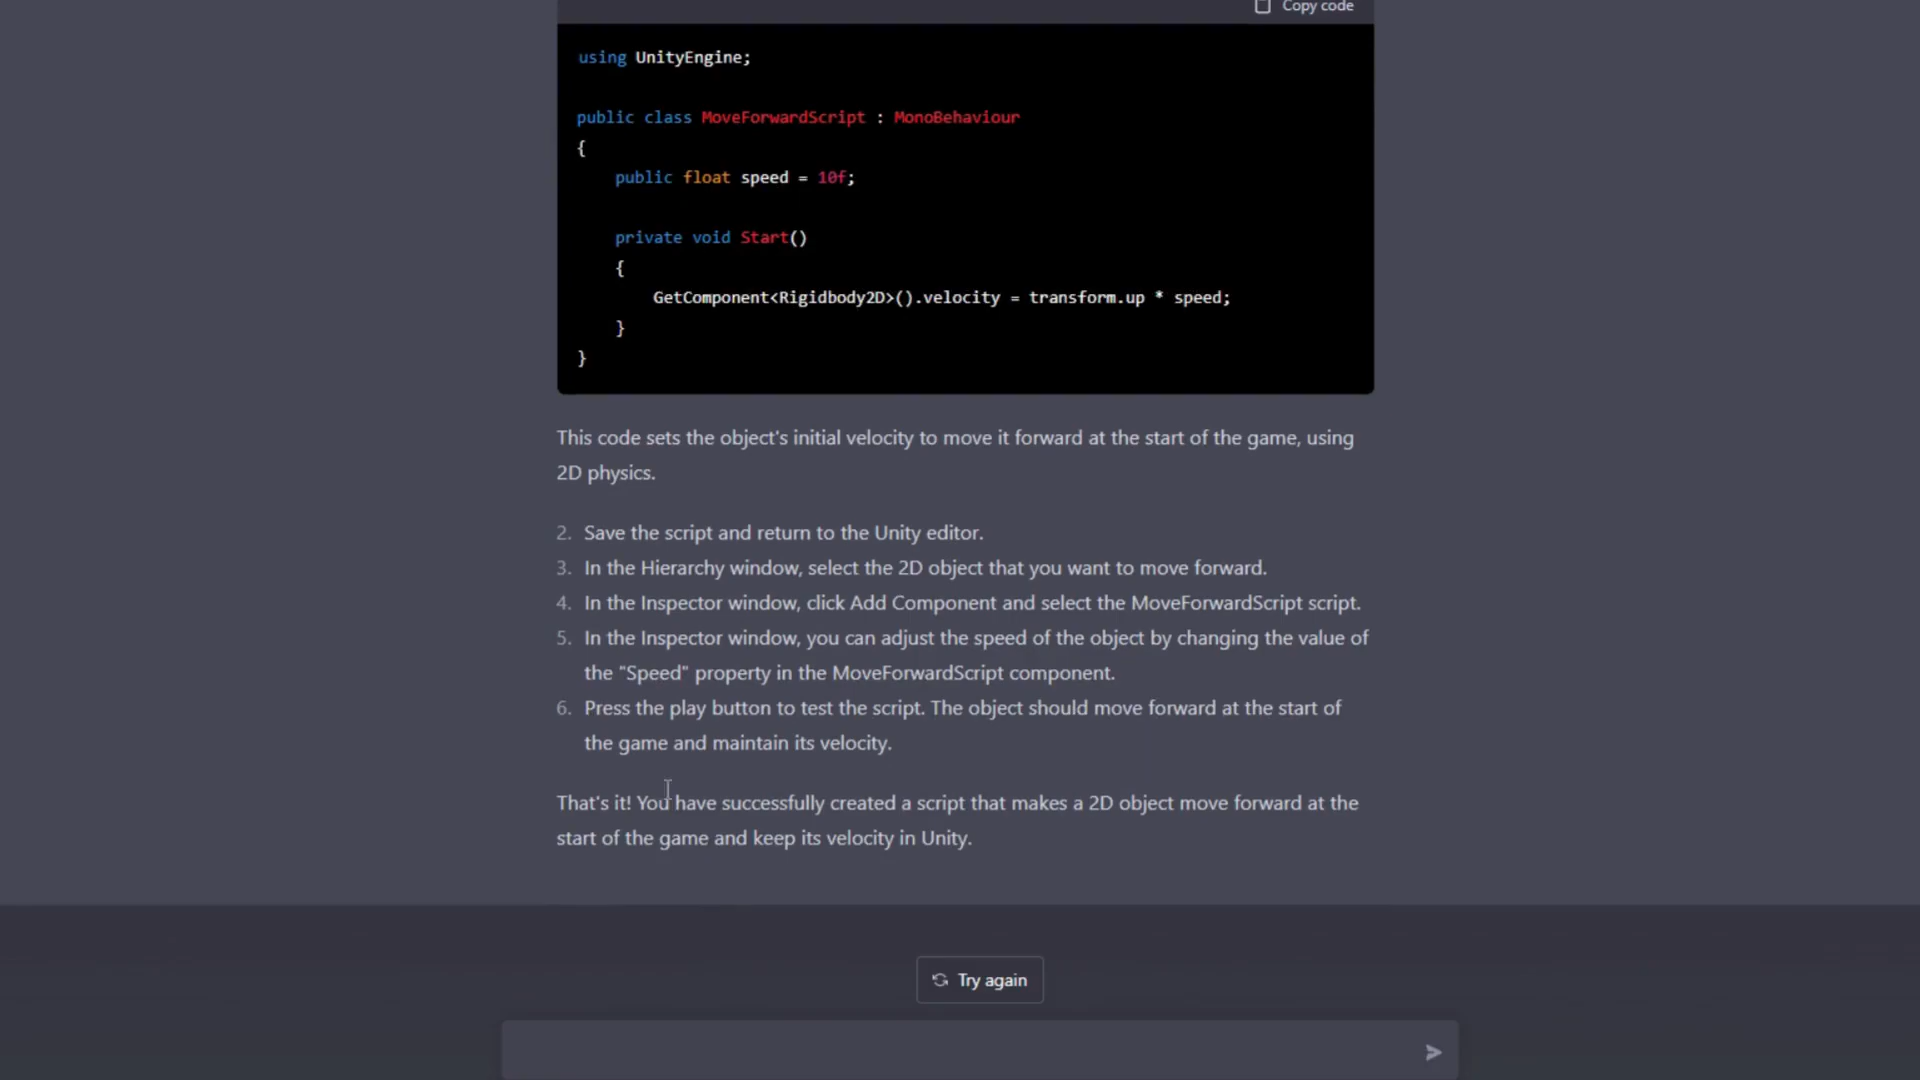 Copy code
using UnityEngine;
public class MoveForwardScript : MonoBehaviour
{
public float speed = 10f;
private void Start()
{
GetComponent<Rigidbody2D>().velocity = transform.up * speed;
}
}
This code sets the object's initial velocity to move it forward at the start of the game, using
2D physics.
2. Save the script and return to the Unity editor.
3. In the Hierarchy window, select the 2D object that you want to move forward.
4. In the Inspector window, click Add Component and select the MoveForwardScript script.
5. In the Inspector window, you can adjust the speed of the object by changing the value of
the "Speed" property in the MoveForwardScript component.
6. Press the play button to test the script. The object should move forward at the start of
the game and maintain its velocity.
That's it! You have successfully created a script that makes a 2D object move forward at the
start of the game and keep its velocity in Unity.
Try again